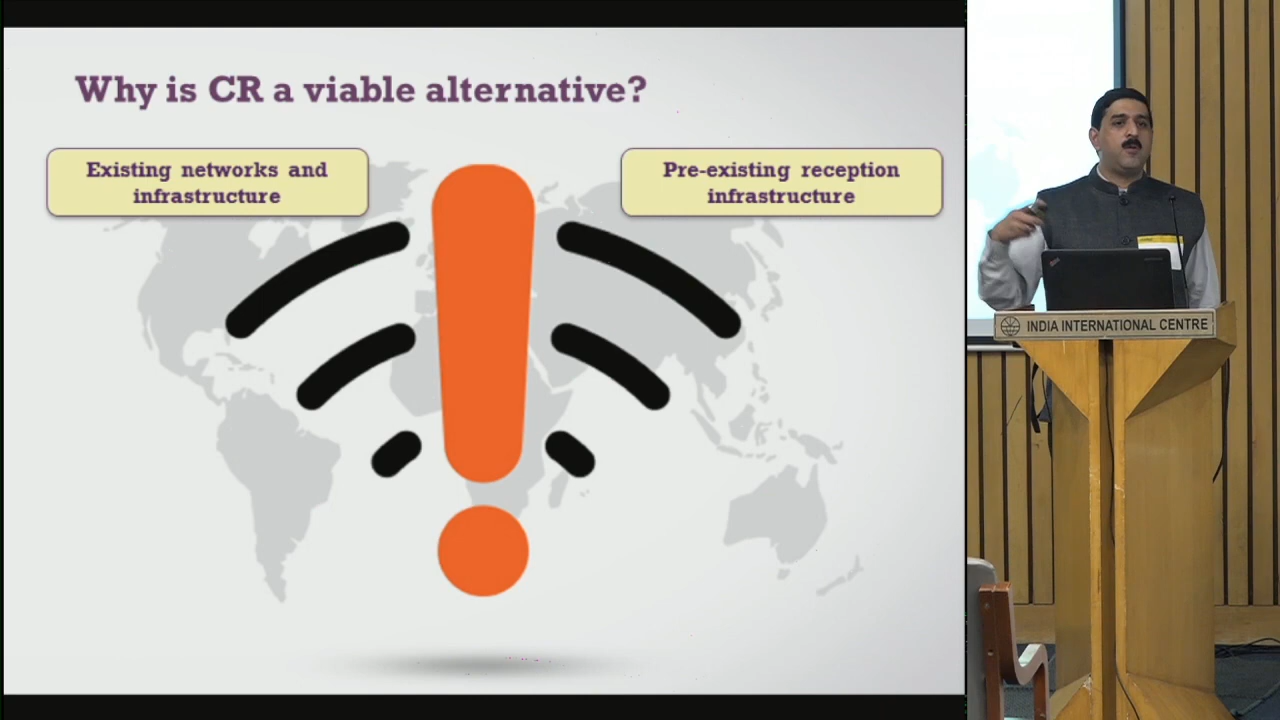 Why is CR a viable alternative?
Existing networks and
infrastructure
Pre-existing reception
infrastructure
INDIA INTERNATIONAL CENTRE